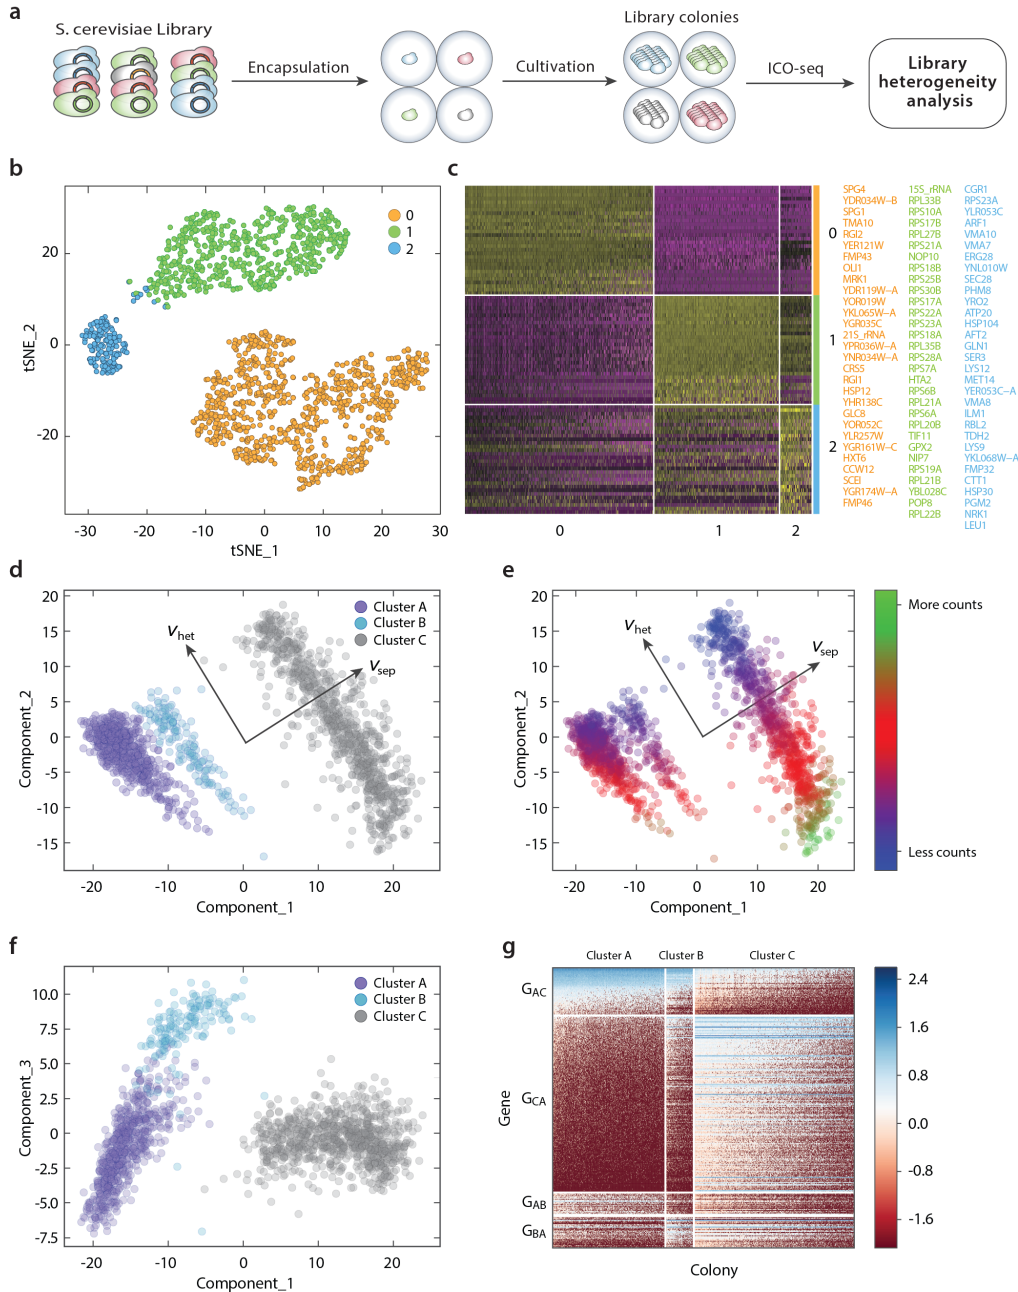 a
S. cerevisiae Library
Encapsulation
Cultivation
Library colonies
ICO-seq
Library
heterogeneity
analysis
b
0
1
2
20
0
-20
tSNE_2
-30
-20
-10
0
10
20
30
tSNE_1
c
0
1
2
0
1
2
SPG4
YDR034W–B
SPG1
TMA10
RGI2
YER121W
FMP43
OLI1
MRK1
YDR119W–A
YOR019W
YKL065W–A
YGR035C
21S_rRNA
YPR036W–A
YNR034W–A
CRS5
RGI1
HSP12
YHR138C
GLC8
YOR052C
YLR257W
YGR161W–C
HXT6
CCW12
SCEI
YGR174W–A
FMP46
15S_rRNA
RPL33B
RPS10A
RPS17B
RPL27B
RPS21A
NOP10
RPS18B
RPS25B
RPS30B
RPS17A
RPS22A
RPS23A
RPS18A
RPL35B
RPS28A
RPS7A
HTA2
RPS6B
RPL21A
RPS6A
RPL20B
TIF11
GPX2
NIP7
RPS19A
RPL21B
YBL028C
POP8
RPL22B
CGR1
RPS23A
YLR053C
ARF1
VMA10
VMA7
ERG28
YNL010W
SEC28
PHM8
YRO2
ATP20
HSP104
AFT2
GLN1
SER3
LYS12
MET14
YER053C–A
VMA8
ILM1
RBL2
TDH2
LYS9
YKL068W–A
FMP32
CTT1
HSP30
PGM2
NRK1
LEU1
d
Cluster A
Cluster B
Cluster C
Vhet
Vsep
20
15
10
5
0
-5
-10
-15
Component_2
-20
-10
0
10
20
Component_1
e
Vhet
Vsep
20
15
10
5
0
-5
-10
-15
Component_2
-20
-10
0
10
20
Component_1
More counts
Less counts
f
Cluster A
Cluster B
Cluster C
10.0
7.5
5.0
2.5
0
-2.5
-5.0
-7.5
Component_3
-20
-10
0
10
20
Component_1
g
Cluster A
Cluster B
Cluster C
GAC
GCA
GAB
GBA
Gene
Colony
2.4
1.6
0.8
0.0
-0.8
-1.6